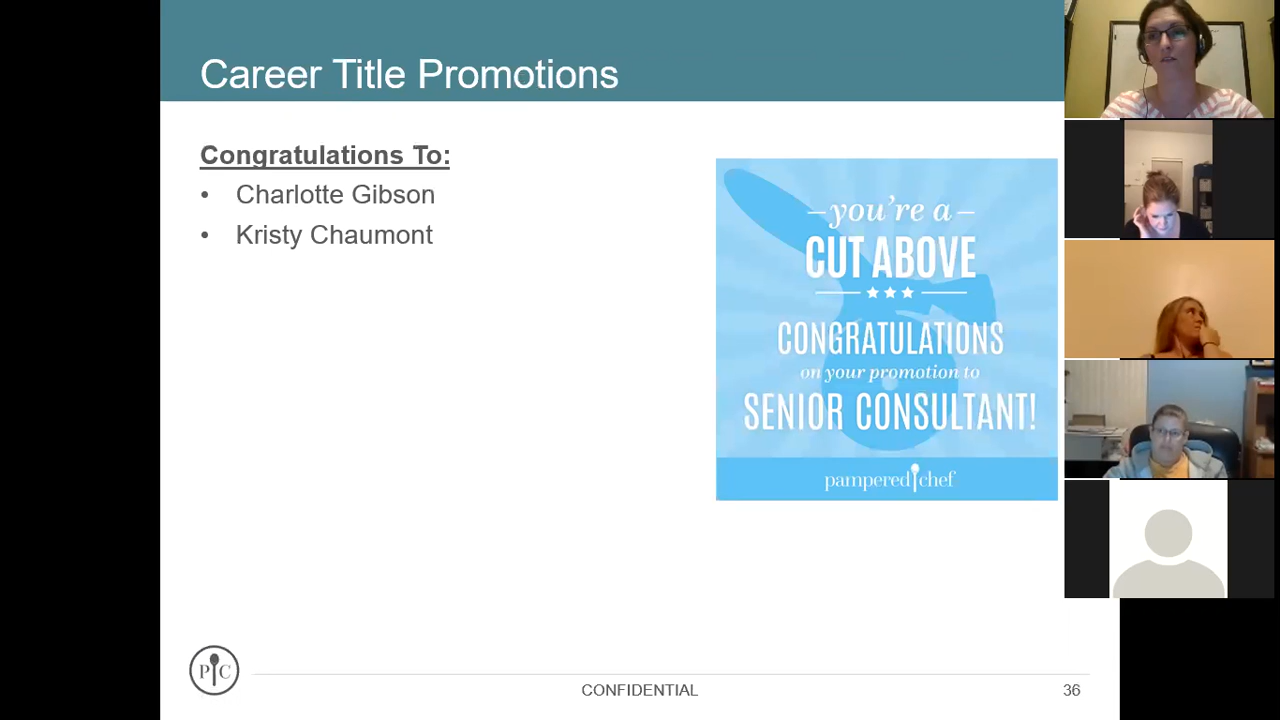 Career Title Promotions
Congratulations To:
• Charlotte Gibson
• Kristy Chaumont
–you're a–
CUT ABOVE
CONGRATULATIONS
on your promotion to
SENIOR CONSULTANT!
pampered chef
P C
CONFIDENTIAL
36